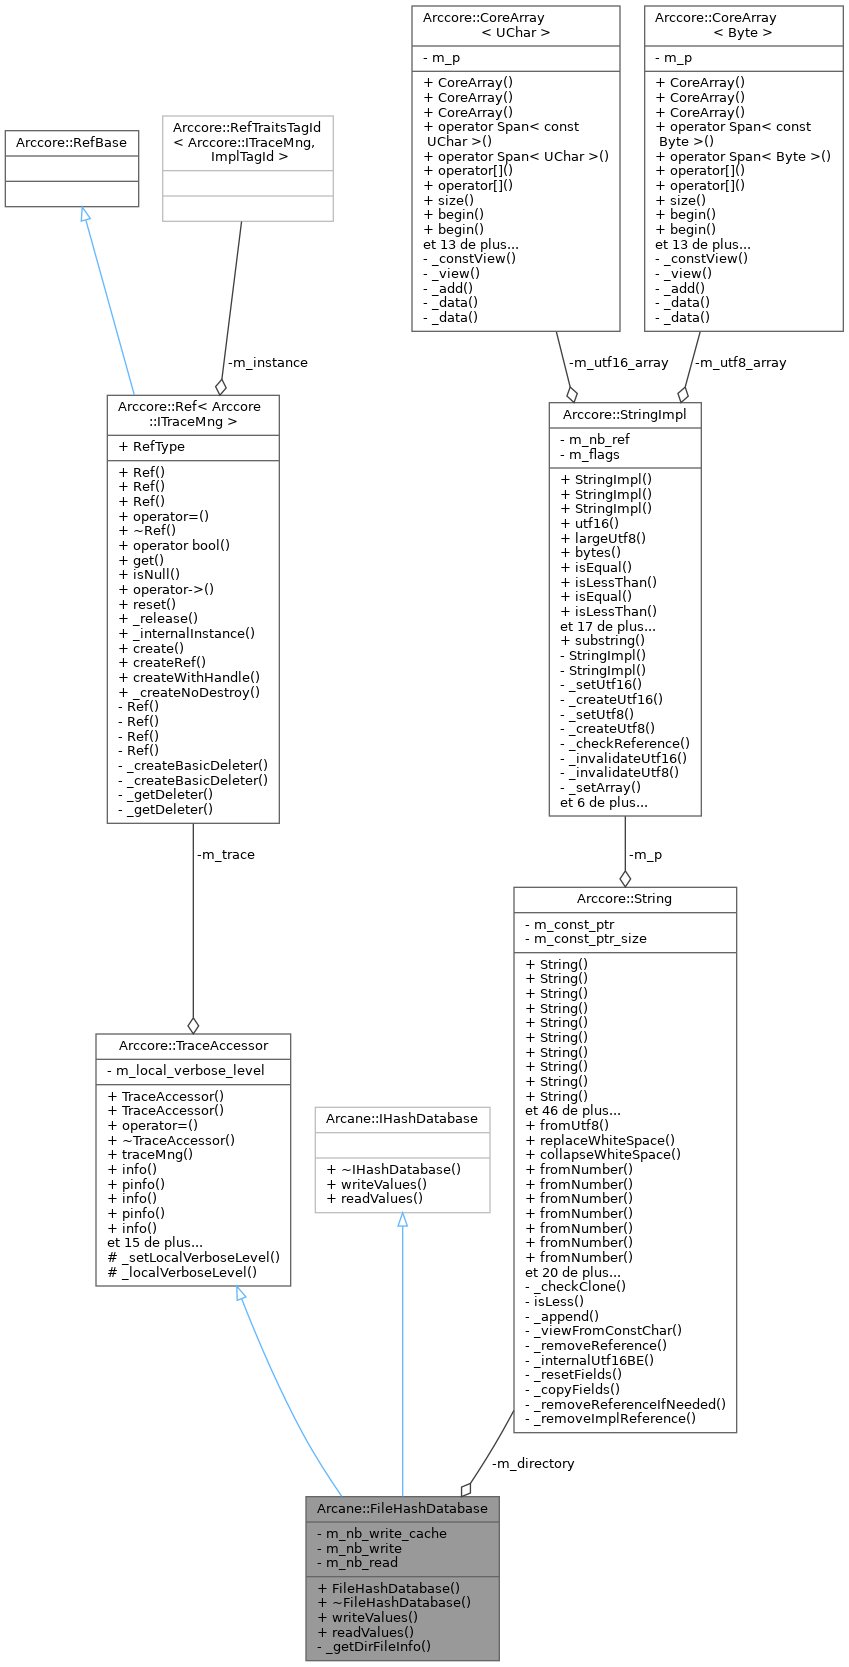 Arccore::CoreArray
< UChar >
- m_p
+ CoreArray()
+ CoreArray()
+ CoreArray()
+ operator Span< const
UChar >()
+ operator Span< UChar >()
+ operator[]()
+ operator[]()
+ size()
+ begin()
+ begin()
et 13 de plus...
- _constView()
- _view()
- _add()
- _data()
- _data()
Arccore::CoreArray
< Byte >
- m_p
+ CoreArray()
+ CoreArray()
+ CoreArray()
+ operator Span< const
Byte >()
+ operator Span< Byte >()
+ operator[]()
+ operator[]()
+ size()
+ begin()
+ begin()
et 13 de plus...
- _constView()
- _view()
- _add()
- _data()
- _data()
Arccore::RefBase
Arccore::RefTraitsTagId
< Arccore::ITraceMng,
ImplTagId >
-m_instance
-m_utf16_array
-m_utf8_array
Arccore::Ref< Arccore
::ITraceMng >
+ RefType
+ Ref()
+ Ref()
+ Ref()
+ operator=()
+ ~Ref()
+ operator bool()
+ get()
+ isNull()
+ operator->()
+ reset()
+ _release()
+ _internalInstance()
+ create()
+ createRef()
+ createWithHandle()
+ _createNoDestroy()
- Ref()
- Ref()
- Ref()
- Ref()
- _createBasicDeleter()
- _createBasicDeleter()
- _getDeleter()
- _getDeleter()
Arccore::StringImpl
- m_nb_ref
- m_flags
+ StringImpl()
+ StringImpl()
+ StringImpl()
+ utf16()
+ largeUtf8()
+ bytes()
+ isEqual()
+ isLessThan()
+ isEqual()
+ isLessThan()
et 17 de plus...
+ substring()
- StringImpl()
- StringImpl()
- _setUtf16()
- _createUtf16()
- _setUtf8()
- _createUtf8()
- _checkReference()
- _invalidateUtf16()
- _invalidateUtf8()
- _setArray()
et 6 de plus...
-m_trace
-m_p
Arccore::String
- m_const_ptr
- m_const_ptr_size
+ String()
+ String()
+ String()
+ String()
+ String()
+ String()
+ String()
+ String()
+ String()
+ String()
et 46 de plus...
+ fromUtf8()
+ replaceWhiteSpace()
+ collapseWhiteSpace()
+ fromNumber()
+ fromNumber()
+ fromNumber()
+ fromNumber()
+ fromNumber()
+ fromNumber()
+ fromNumber()
et 20 de plus...
- _checkClone()
- isLess()
- _append()
- _viewFromConstChar()
- _removeReference()
- _internalUtf16BE()
- _resetFields()
- _copyFields()
- _removeReferenceIfNeeded()
- _removeImplReference()
Arccore::TraceAccessor
- m_local_verbose_level
+ TraceAccessor()
+ TraceAccessor()
+ operator=()
+ ~TraceAccessor()
+ traceMng()
+ info()
+ pinfo()
+ info()
+ pinfo()
+ info()
et 15 de plus...
# _setLocalVerboseLevel()
# _localVerboseLevel()
Arcane::IHashDatabase
+ ~IHashDatabase()
+ writeValues()
+ readValues()
-m_directory
Arcane::FileHashDatabase
- m_nb_write_cache
- m_nb_write
- m_nb_read
+ FileHashDatabase()
+ ~FileHashDatabase()
+ writeValues()
+ readValues()
- _getDirFileInfo()